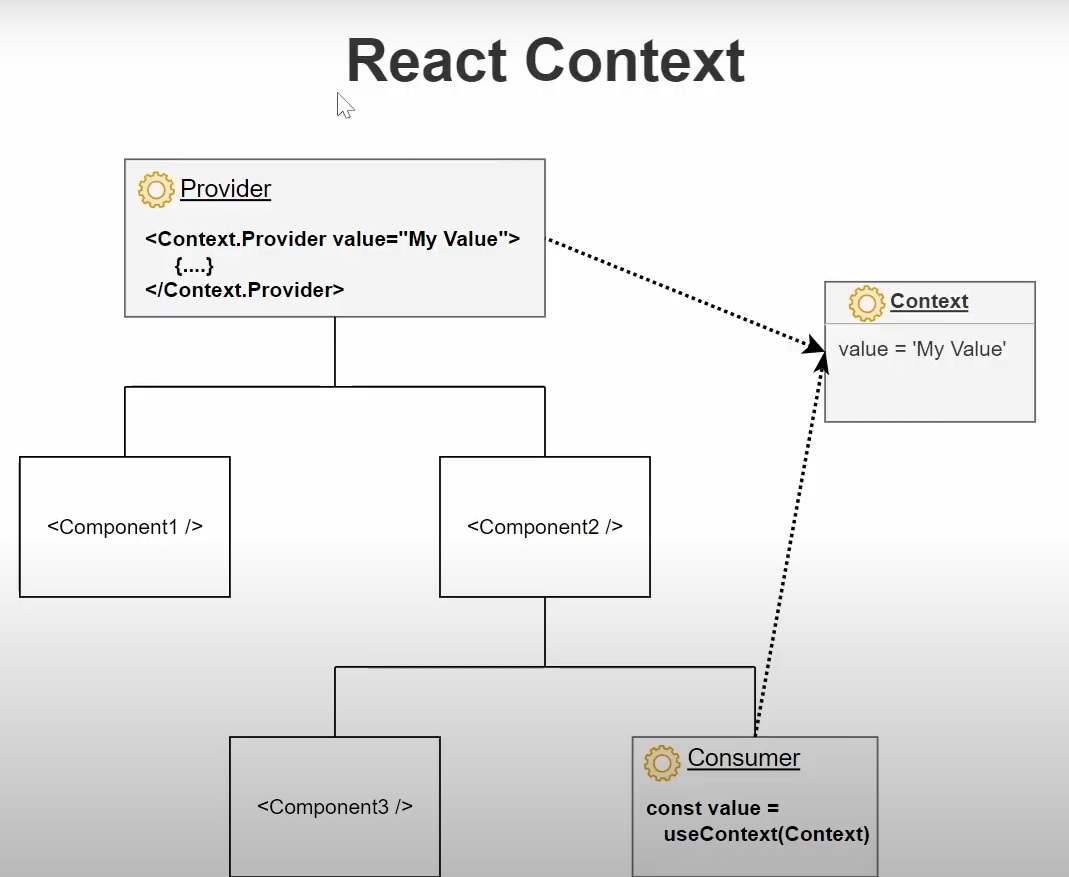 React Context
Provider
<Context.Provider value="My Value">
{....}
</Context.Provider>
Context
value = 'My Value'
<Component1 />
<Component2 />
<Component3 />
Consumer
const value =
useContext(Context)